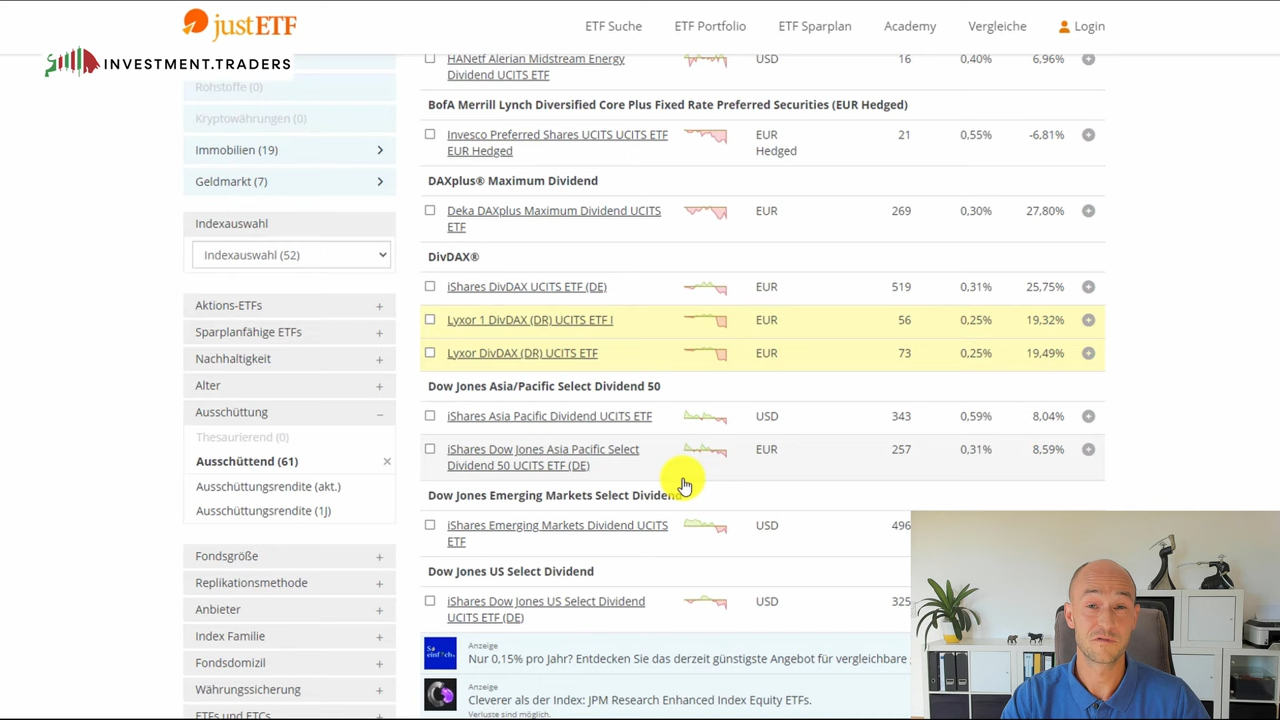 justETF
ETF Suche
ETF Portfolio
ETF Sparplan
Academy
Vergleiche
Login
INVESTMENT.TRADERS
Rohstoffe (0)
Kryptowährungen (0)
Immobilien (19)
Geldmarkt (7)
Indexauswahl
Indexauswahl (52)
Aktions-ETFs +
Sparplanfähige ETFs +
Nachhaltigkeit +
Alter +
Ausschüttung –
Thesaurierend (0)
Ausschüttend (61) ×
Ausschüttungsrendite (akt.)
Ausschüttungsrendite (1J)
Fondsgröße +
Replikationsmethode +
Anbieter +
Index Familie +
Fondsdomizil +
Währungssicherung +
ETFs und ETCs
HANetf Alerian Midstream Energy USD 16 0,40% 6,96%
Dividend UCITS ETF
BofA Merrill Lynch Diversified Core Plus Fixed Rate Preferred Securities (EUR Hedged)
Invesco Preferred Shares UCITS UCITS ETF EUR 21 0,55% -6,81%
EUR Hedged Hedged
DAXplus® Maximum Dividend
Deka DAXplus Maximum Dividend UCITS EUR 269 0,30% 27,80%
ETF
DivDAX®
iShares DivDAX UCITS ETF (DE) EUR 519 0,31% 25,75%
Lyxor 1 DivDAX (DR) UCITS ETF I EUR 56 0,25% 19,32%
Lyxor DivDAX (DR) UCITS ETF EUR 73 0,25% 19,49%
Dow Jones Asia/Pacific Select Dividend 50
iShares Asia Pacific Dividend UCITS ETF USD 343 0,59% 8,04%
iShares Dow Jones Asia Pacific Select EUR 257 0,31% 8,59%
Dividend 50 UCITS ETF (DE)
Dow Jones Emerging Markets Select Dividend
iShares Emerging Markets Dividend UCITS USD 496
ETF
Dow Jones US Select Dividend
iShares Dow Jones US Select Dividend USD 325
UCITS ETF (DE)
Anzeige
Nur 0,15% pro Jahr? Entdecken Sie das derzeit günstigste Angebot für vergleichbare
Anzeige
Cleverer als der Index: JPM Research Enhanced Index Equity ETFs.
Verluste sind möglich.